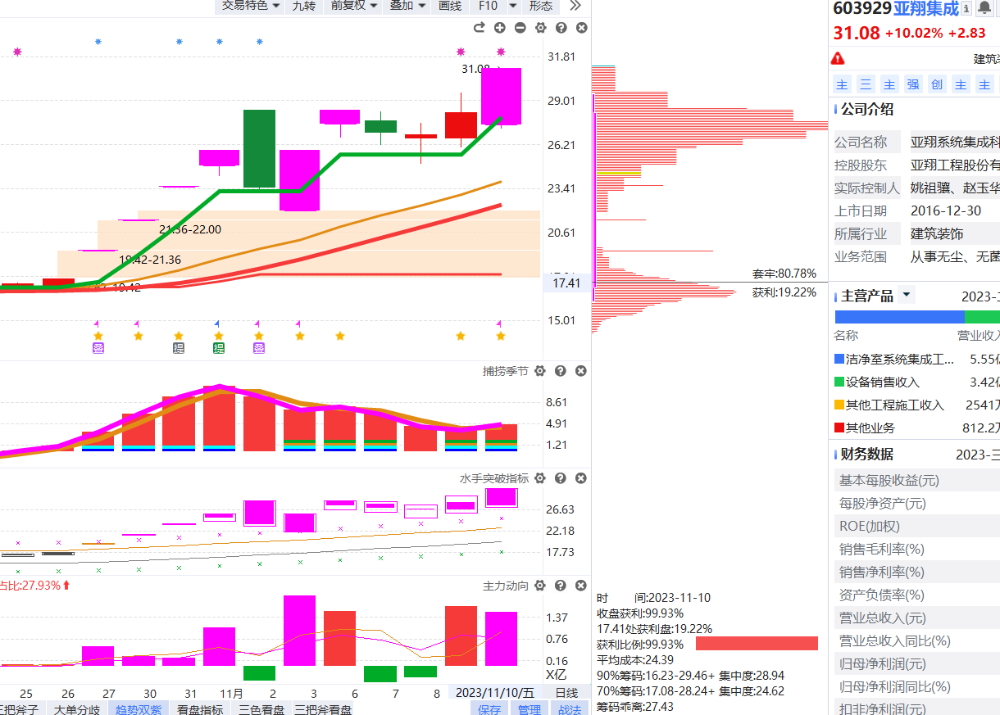 交易特色 九转 前复权 叠加 画线 F10 形态
31.08
31.81
29.01
26.21
23.41
21.36-22.00
20.61
19.42-21.36
17.41
15.01
叠 提 提 叠
捕捞季节
8.61
4.91
1.21
水手突破指标
26.63
22.18
17.73
占比:27.93%
主力动向
1.37
0.76
0.16
X亿
25 26 27 30 31 11月 2 3 6 7 8 2023/11/10/五 日线
三把斧子 大单分歧 趋势双紫 看盘指标 三色看盘 三把斧看盘 保存 管理 战法
套牢:80.78%
获利:19.22%
时 间:2023-11-10
收盘获利:99.93%
17.41处获利盘:19.22%
获利比例:99.93%
平均成本:24.39
90%筹码:16.23-29.46+ 集中度:28.94
70%筹码:17.08-28.24+ 集中度:24.62
筹码乖离:27.43
603929亚翔集成
31.08 +10.02% +2.83
建筑装
主 三 主 强 创 主 主
公司介绍
公司名称 亚翔系统集成科
控股股东 亚翔工程股份有
实际控制人 姚祖骧、赵玉华
上市日期 2016-12-30
所属行业 建筑装饰
业务范围 从事无尘、无菌
主营产品 2023-
名称 营业收入
洁净室系统集成工... 5.55亿
设备销售收入 3.42亿
其他工程施工收入 2541万
其他业务 812.2万
财务数据 2023-三
基本每股收益(元)
每股净资产(元)
ROE(加权)
销售毛利率(%)
销售净利率(%)
资产负债率(%)
营业总收入(元)
营业总收入同比(%)
归母净利润(元)
归母净利润同比(%)
扣非净利润(元)